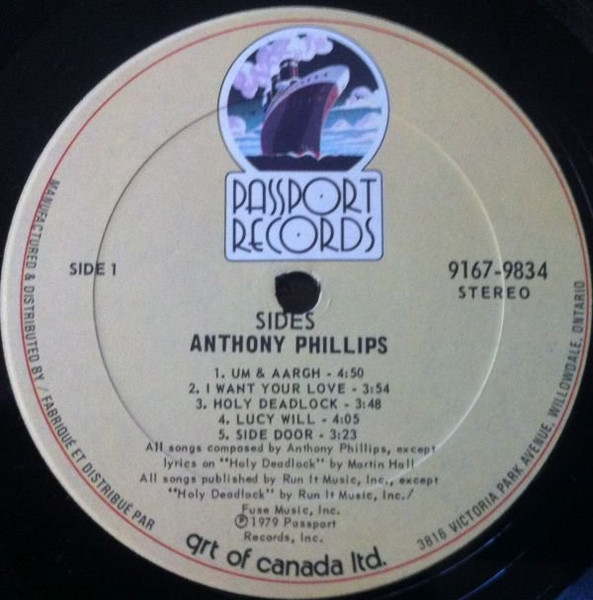 PASSPORT
RECORDS
SIDE 1
9167-9834
STEREO
SIDES
ANTHONY PHILLIPS
1. UM & AARGH - 4:50
2. I WANT YOUR LOVE - 3:54
3. HOLY DEADLOCK - 3:48
4. LUCY WILL - 4:05
5. SIDE DOOR - 3:23
All songs composed by Anthony Phillips, except
lyrics on "Holy Deadlock" by Martin Hall
All songs published by Run It Music, Inc., except
"Holy Deadlock" by Run It Music, Inc./
Fuse Music, Inc.
Ⓟ1979 Passport
Records, Inc.
MANUFACTURED & DISTRIBUTED BY / FABRIQUÉ ET DISTRIBUÉ PAR
qrt of canada ltd.
3816 VICTORIA PARK AVENUE, WILLOWDALE, ONTARIO